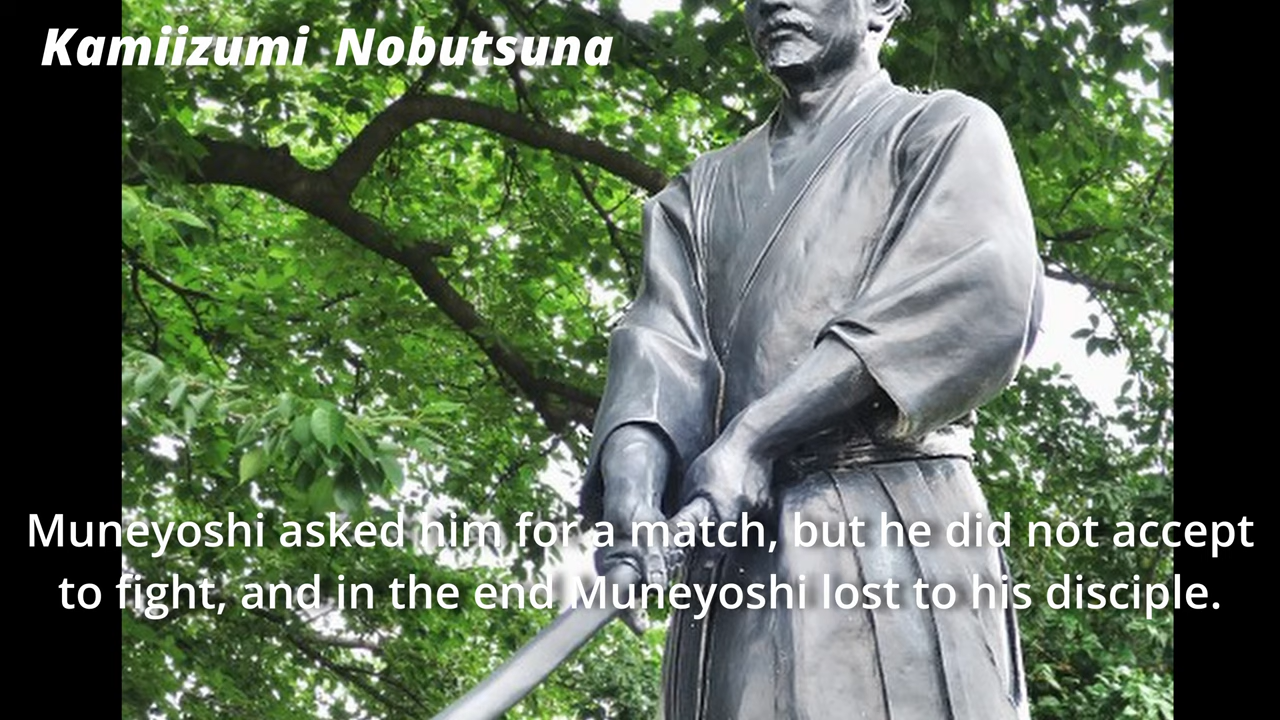 Kamiizumi Nobutsuna
Muneyoshi asked him for a match, but he did not accept
to fight, and in the end Muneyoshi lost to his disciple.